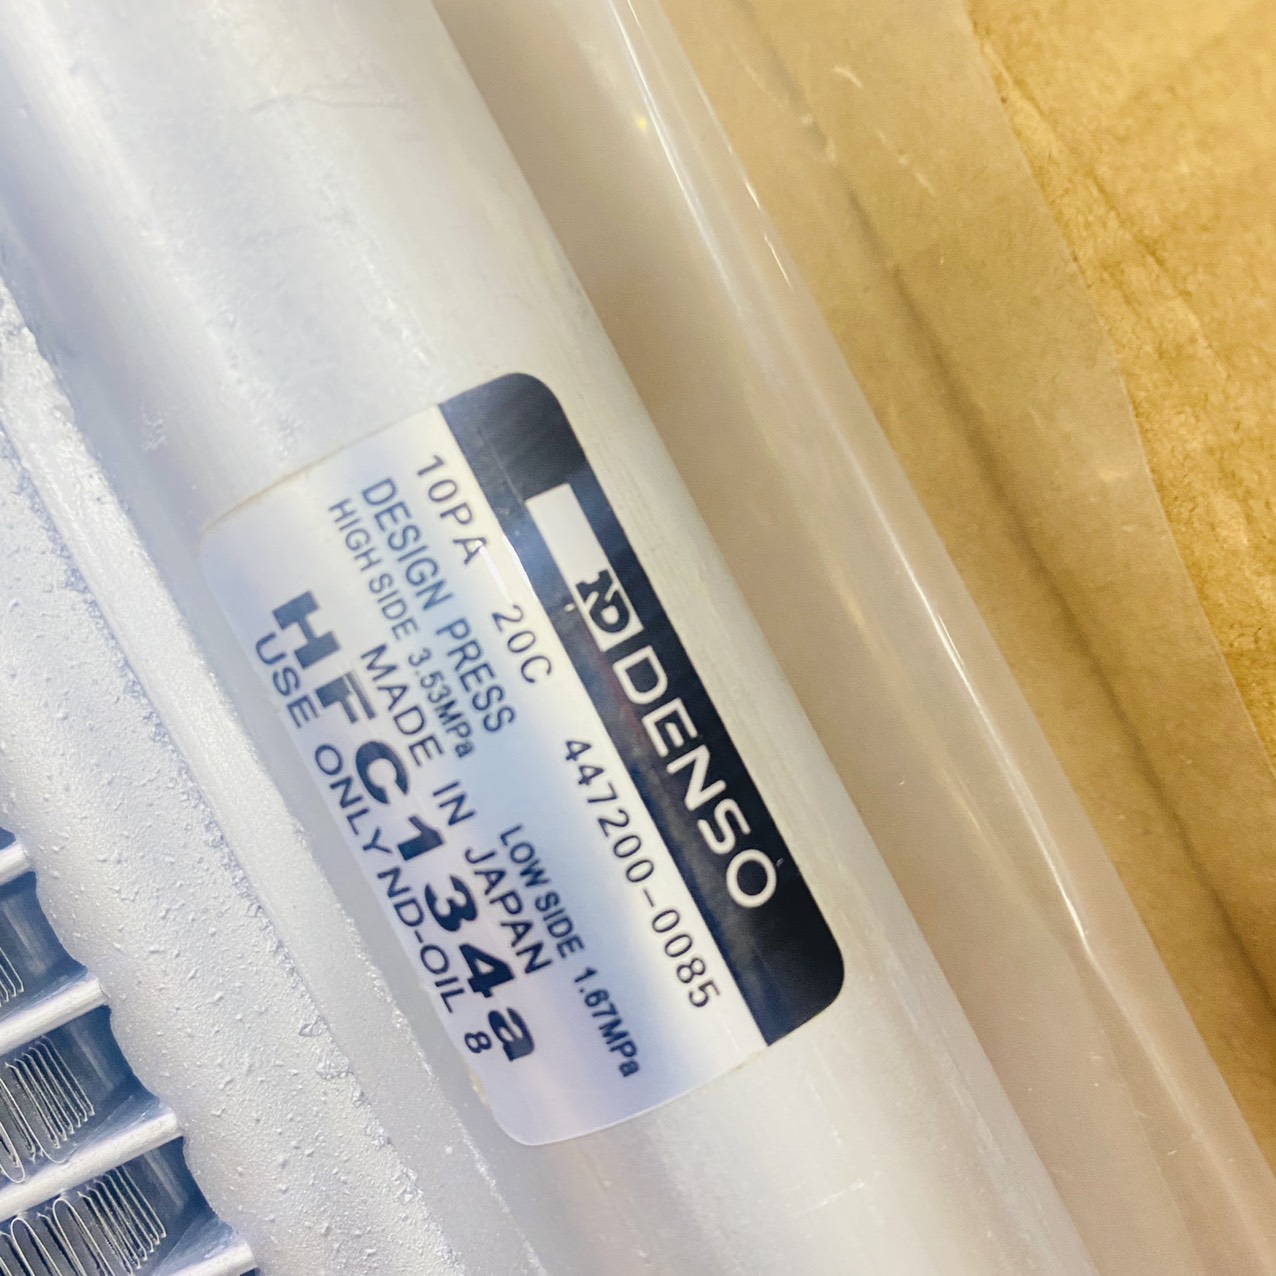 ND DENSO
10PA 20C 447200-0085
DESIGN PRESS
HIGH SIDE 3.53MPa LOW SIDE 1.67MPa
MADE IN JAPAN
HFC134a
USE ONLY ND-OIL 8